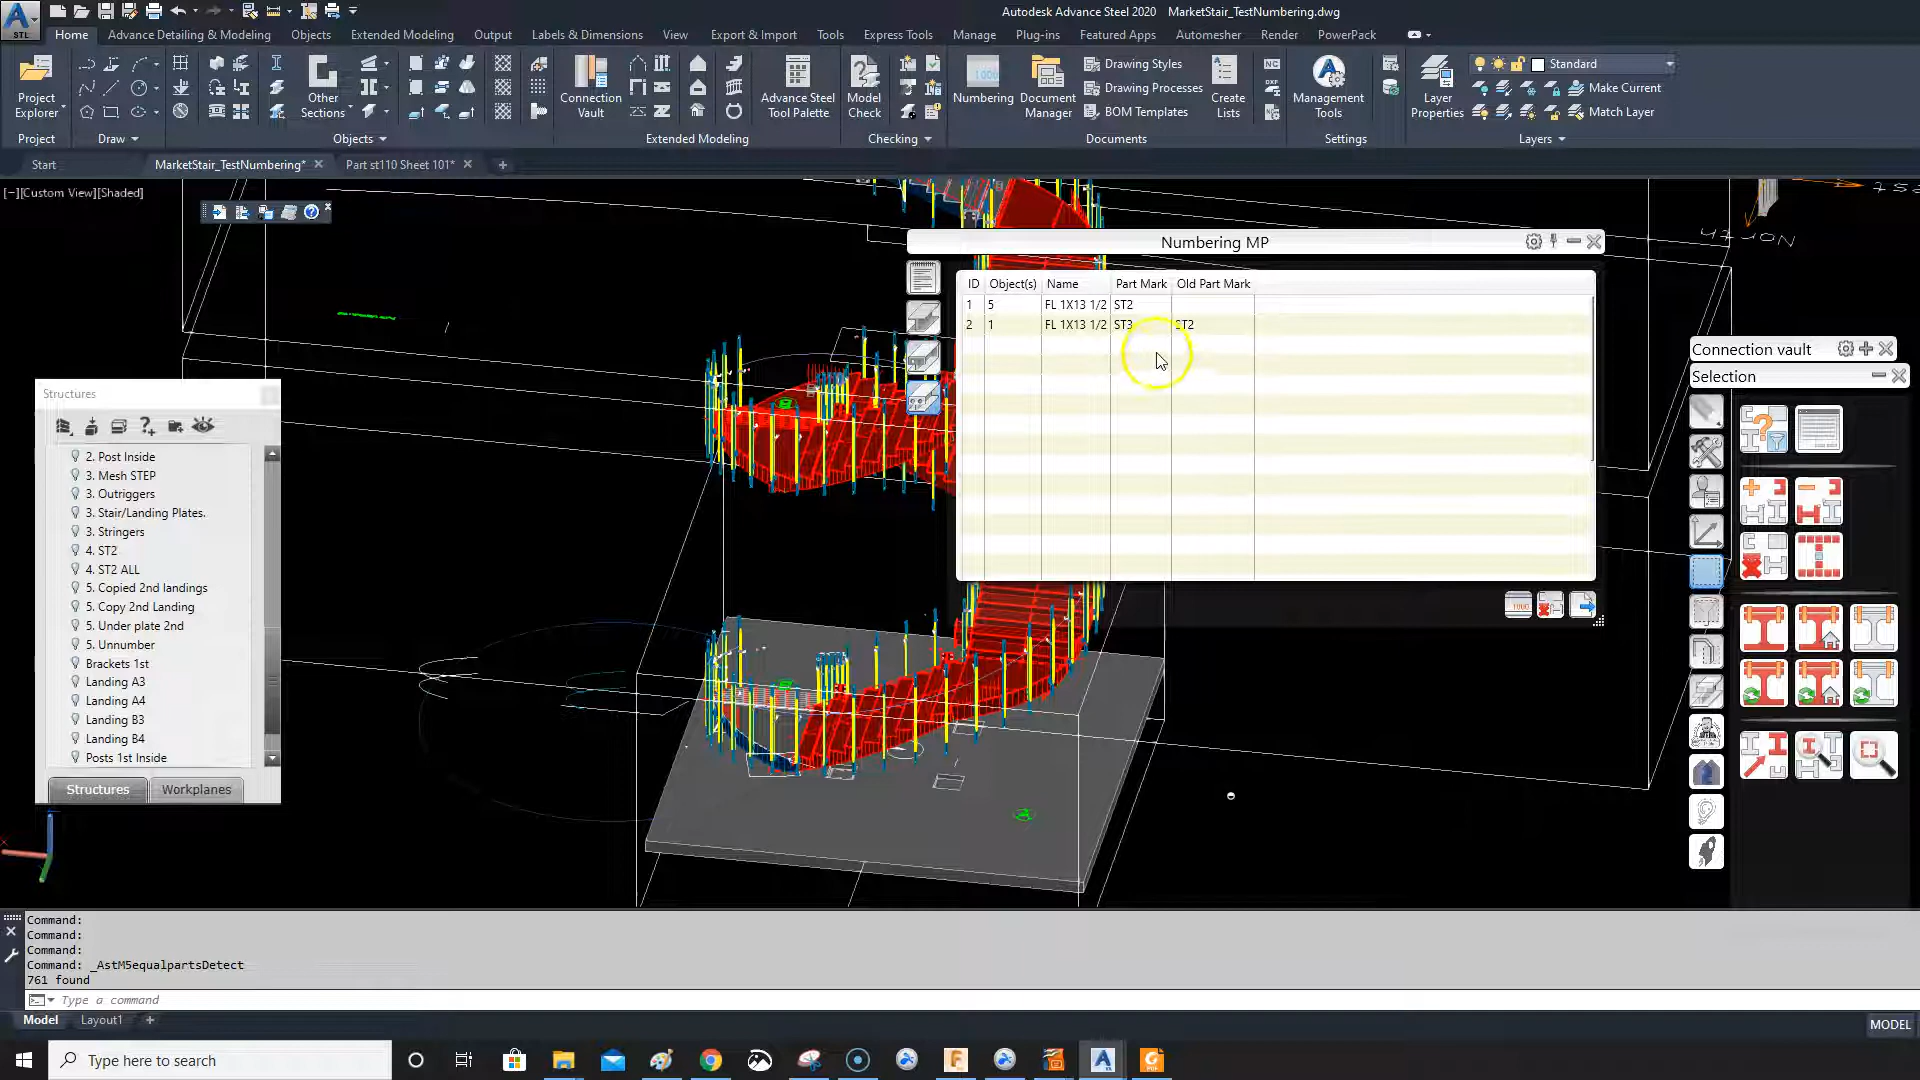 Autodesk Advance Steel 2020 MarketStair_TestNumbering.dwg
STL
Home Advance Detailing & Modeling Objects Extended Modeling Output Labels & Dimensions View Export & Import Tools Express Tools Manage Plug-ins Featured Apps Automesher Render PowerPack
Project Explorer
Project
Draw
Other Sections
Objects
Connection Vault
Extended Modeling
Advance Steel Tool Palette
Model Check
Checking
Numbering
Document Manager
Drawing Styles
Drawing Processes
BOM Templates
Create Lists
Documents
NC
DXF
Management Tools
Settings
Layer Properties
Standard
Make Current
Match Layer
Layers
Start MarketStair_TestNumbering* Part st110 Sheet 101*
[−][Custom View][Shaded]
Numbering MP
ID Object(s) Name Part Mark Old Part Mark
1 5 FL 1X13 1/2 ST2
2 1 FL 1X13 1/2 ST3 ST2
Connection vault
Selection
Structures
2. Post Inside
3. Mesh STEP
3. Outriggers
3. Stair/Landing Plates.
3. Stringers
4. ST2
4. ST2 ALL
5. Copied 2nd landings
5. Copy 2nd Landing
5. Under plate 2nd
5. Unnumber
Brackets 1st
Landing A3
Landing A4
Landing B3
Landing B4
Posts 1st Inside
Structures Workplanes
Command:
Command:
Command:
Command: _AstM5equalpartsDetect
761 found
Type a command
Model Layout1
MODEL
Type here to search